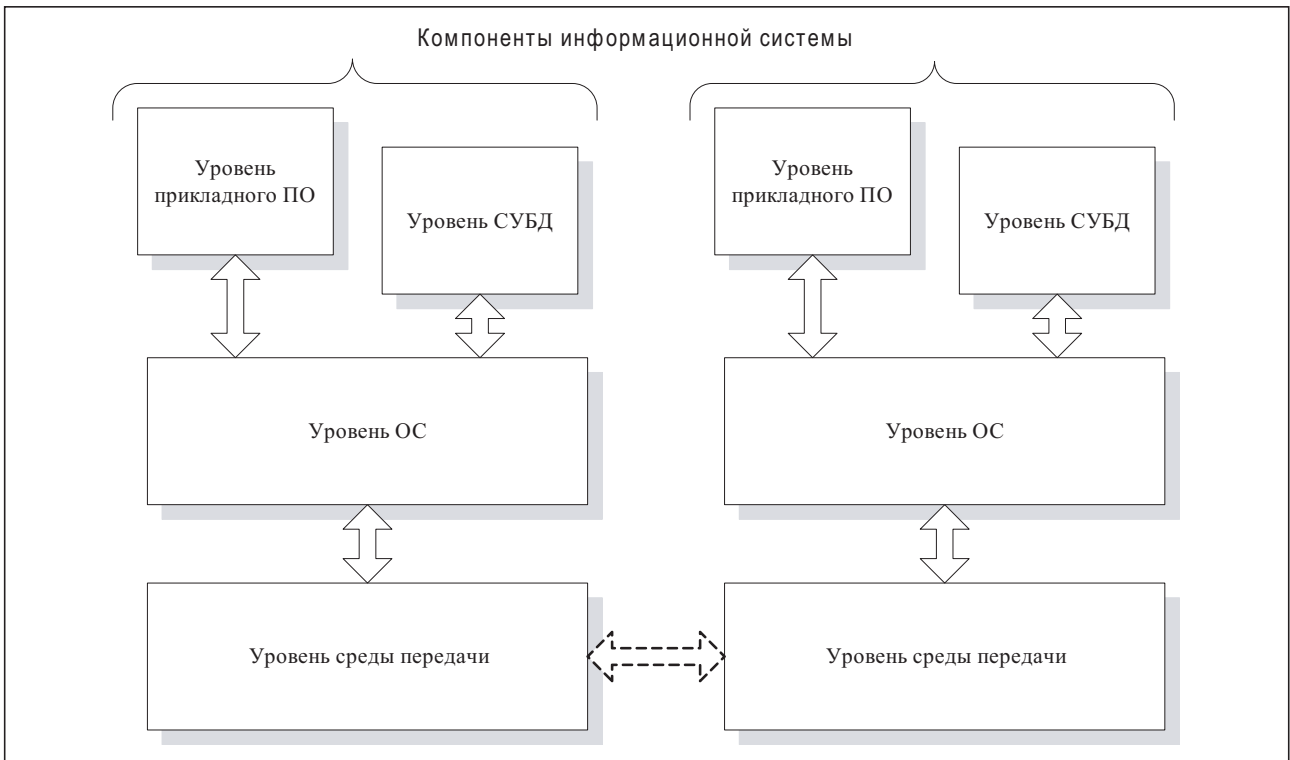 Компоненты информационной системы
Уровень
прикладного ПО
Уровень СУБД
Уровень
прикладного ПО
Уровень СУБД
Уровень ОС
Уровень ОС
Уровень среды передачи
Уровень среды передачи